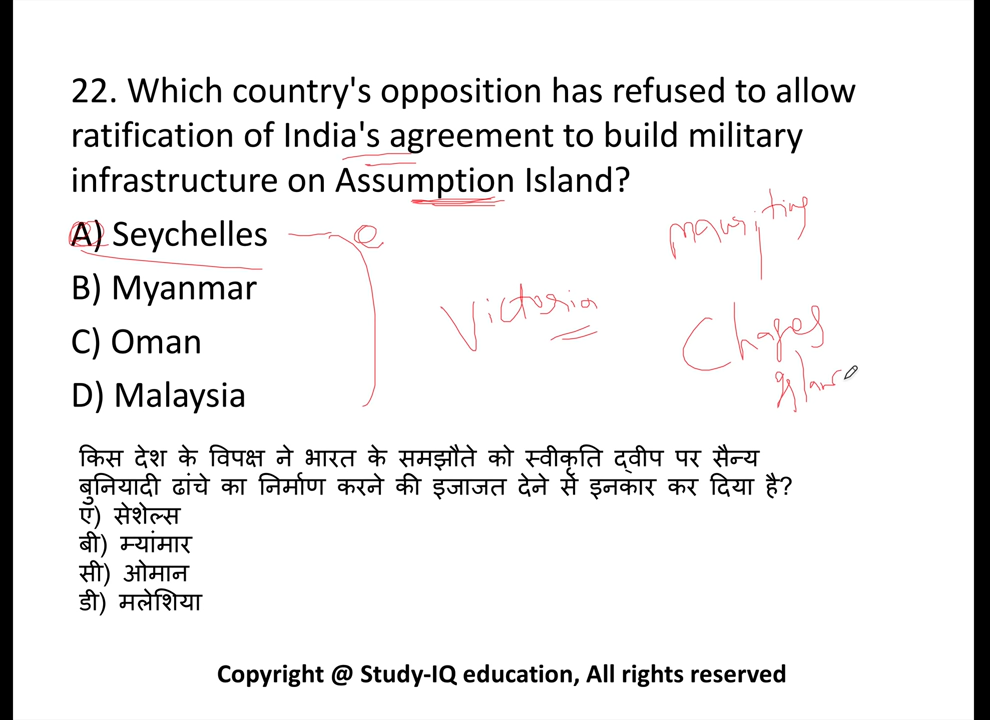 22. Which country's opposition has refused to allow
ratification of India's agreement to build military
infrastructure on Assumption Island?
A) Seychelles
B) Myanmar
C) Oman
D) Malaysia
Victoria
किस देश के विपक्ष ने भारत के समझौते को स्वीकृति द्वीप पर सैन्य
बुनियादी ढांचे का निर्माण करने की इजाजत देने से इनकार कर दिया है?
ए) सेशेल्स
बी) म्यांमार
सी) ओमान
डी) मलेशिया
Copyright @ Study-IQ education, All rights reserved